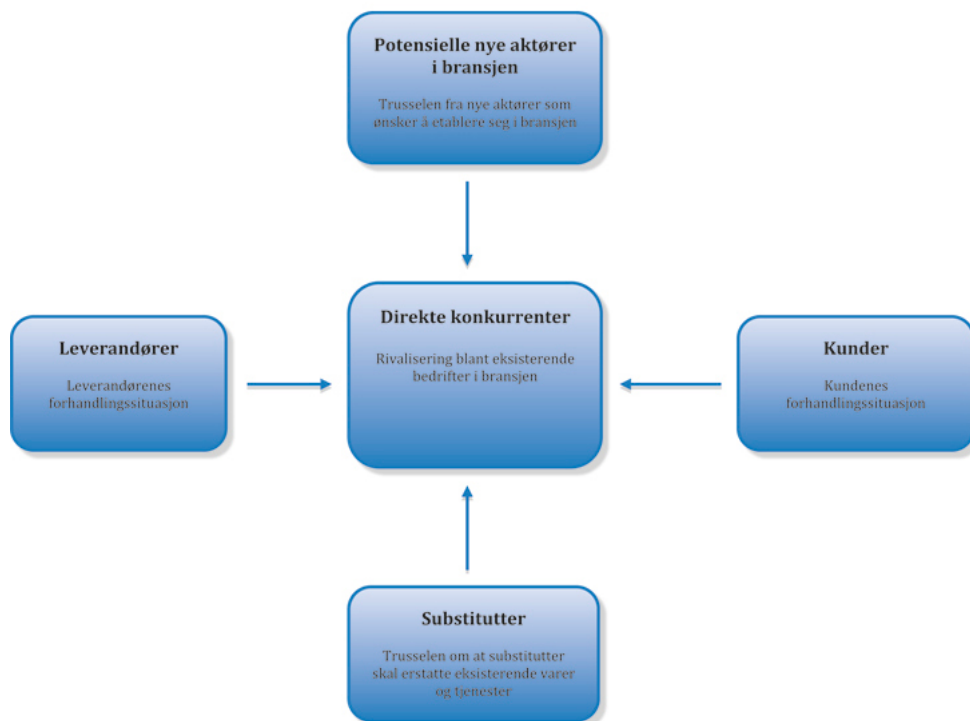 Potensielle nye aktører
i bransjen
Trusselen fra nye aktører som
ønsker å etablere seg i bransjen
Leverandører
Leverandørenes
forhandlingssituasjon
Direkte konkurrenter
Rivalisering blant eksisterende
bedrifter i bransjen
Kunder
Kundenes
forhandlingssituasjon
Substitutter
Trusselen om at substitutter
skal erstatte eksisterende varer
og tjenester